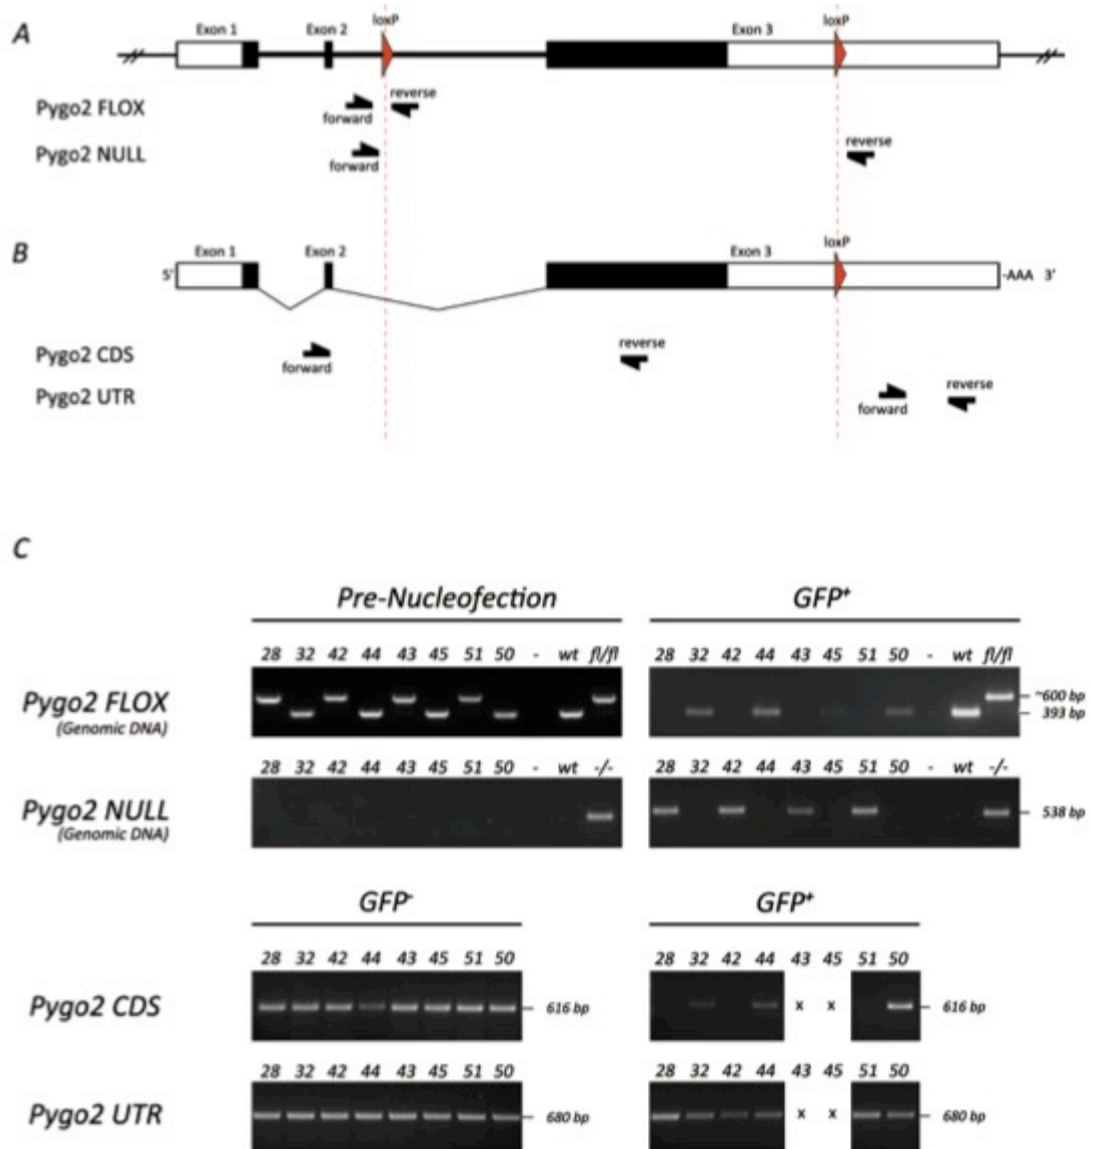 A
Exon 1 Exon 2 loxP Exon 3 loxP
Pygo2 FLOX forward reverse
Pygo2 NULL forward reverse
B
5' Exon 1 Exon 2 Exon 3 loxP -AAA 3'
Pygo2 CDS forward reverse
Pygo2 UTR forward reverse
C
Pre-Nucleofection GFP+
28 32 42 44 43 45 51 50 - wt fl/fl 28 32 42 44 43 45 51 50 - wt fl/fl
Pygo2 FLOX ~600 bp
(Genomic DNA) 393 bp
28 32 42 44 43 45 51 50 - wt -/- 28 32 42 44 43 45 51 50 - wt -/-
Pygo2 NULL 538 bp
(Genomic DNA)
GFP- GFP+
28 32 42 44 43 45 51 50 28 32 42 44 43 45 51 50
Pygo2 CDS 616 bp x x 616 bp
28 32 42 44 43 45 51 50 28 32 42 44 43 45 51 50
Pygo2 UTR 680 bp x x 680 bp